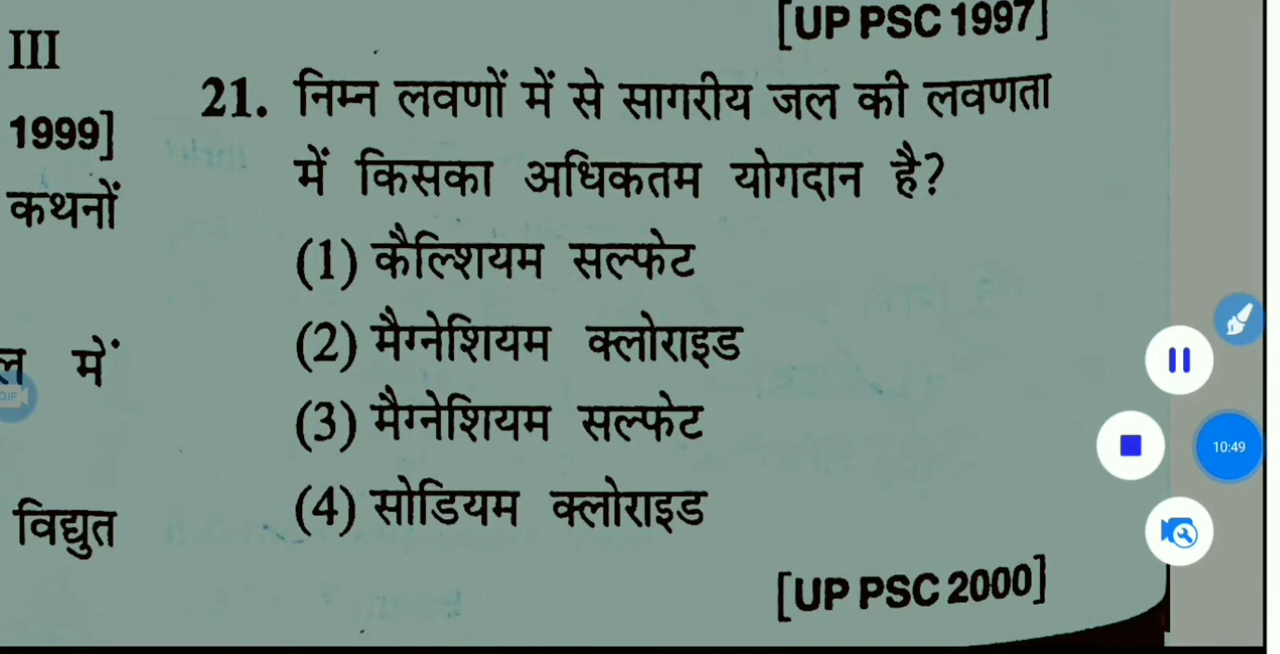 III
1999]
कथनों
ल में
विद्युत
[UP PSC 1997]
21. निम्न लवणों में से सागरीय जल की लवणता
में किसका अधिकतम योगदान है?
(1) कैल्शियम सल्फेट
(2) मैग्नेशियम क्लोराइड
(3) मैग्नेशियम सल्फेट
(4) सोडियम क्लोराइड
[UP PSC 2000]
GIF
10:49